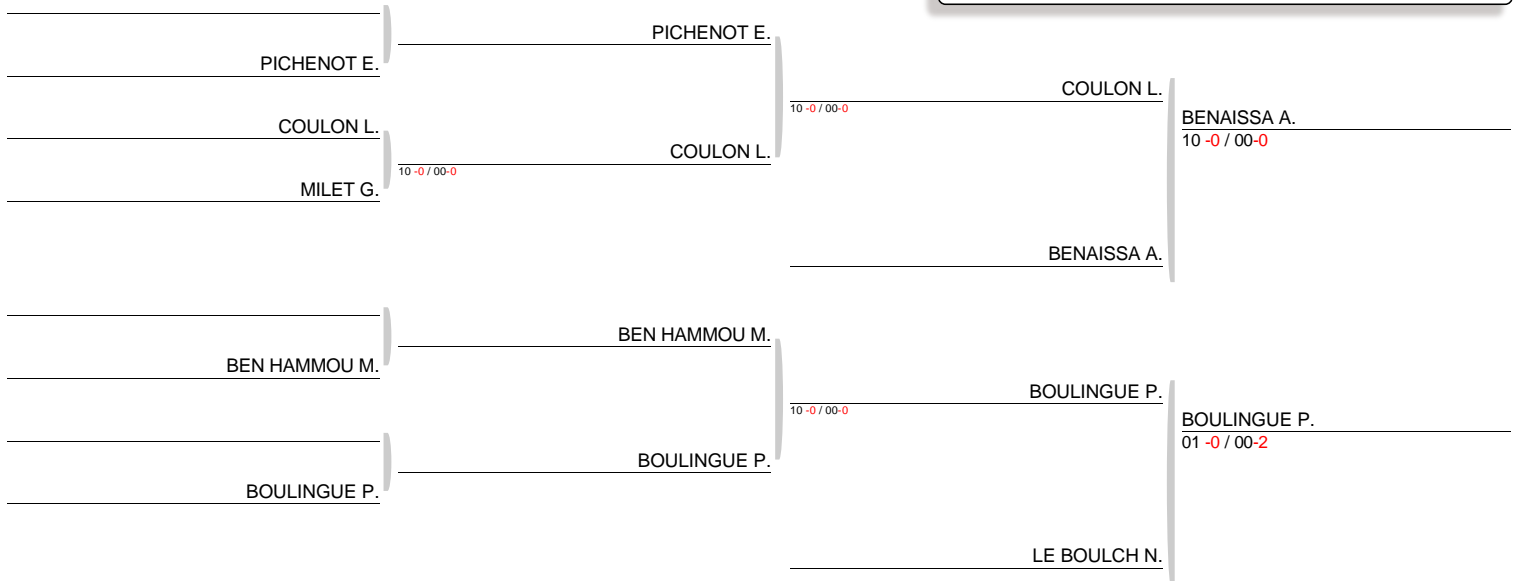 PICHENOT E.
COULON L.
MILET G.
BEN HAMMOU M.
BOULINGUE P.
PICHENOT E.
COULON L.
10 -0 / 00-0
BEN HAMMOU M.
BOULINGUE P.
COULON L.
10 -0 / 00-0
BENAISSA A.
BOULINGUE P.
10 -0 / 00-0
LE BOULCH N.
BENAISSA A.
10 -0 / 00-0
BOULINGUE P.
01 -0 / 00-2